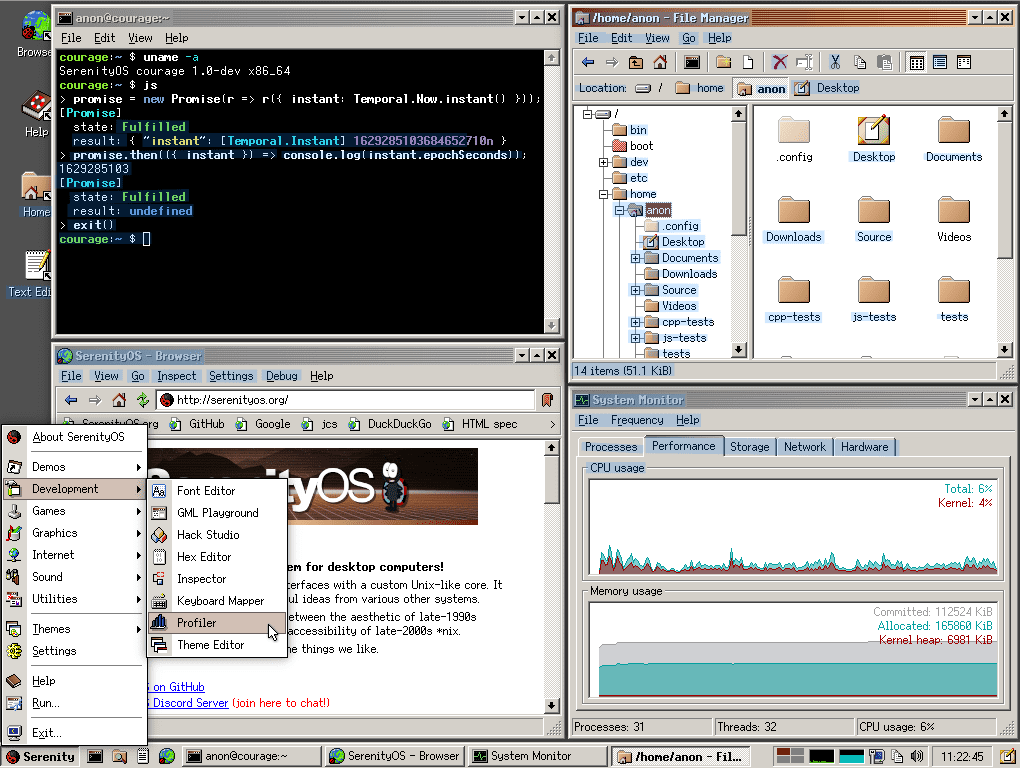 Browse
Help
Home
Text Edi
anon@courage:~
File Edit View Help
courage:~ $ uname -a
SerenityOS courage 1.0-dev x86_64
courage:~ $ js
> promise = new Promise(r => r({ instant: Temporal.Now.instant() }));
[Promise]
state: Fulfilled
result: { "instant": [Temporal.Instant] 1629285103684652710n }
> promise.then(({ instant }) => console.log(instant.epochSeconds));
1629285103
[Promise]
state: Fulfilled
result: undefined
> exit()
courage:~ $
/home/anon - File Manager
File Edit View Go Help
Location: / home anon Desktop
/
bin
boot
dev
etc
home
anon
.config
Desktop
Documents
Downloads
Source
Videos
cpp-tests
js-tests
tests
.config Desktop Documents
Downloads Source Videos
cpp-tests js-tests tests
14 items (51.1 KiB)
SerenityOS - Browser
File View Go Inspect Settings Debug Help
http://serenityos.org/
SerenityOS.org GitHub Google jcs DuckDuckGo HTML spec
SerenityOS
em for desktop computers!
terfaces with a custom Unix-like core. It
ul ideas from various other systems.
between the aesthetic of late-1990s
accessibility of late-2000s *nix.
he things we like.
on GitHub
Discord Server (join here to chat!)
About SerenityOS
Demos
Development
Games
Graphics
Internet
Sound
Utilities
Themes
Settings
Help
Run...
Exit...
Font Editor
GML Playground
Hack Studio
Hex Editor
Inspector
Keyboard Mapper
Profiler
Theme Editor
System Monitor
File Frequency Help
Processes Performance Storage Network Hardware
CPU usage
Total: 6%
Kernel: 4%
Memory usage
Committed: 112524 KiB
Allocated: 165860 KiB
Kernel heap: 6981 KiB
Processes: 31 Threads: 32 CPU usage: 6%
Serenity anon@courage:~ SerenityOS - Browser System Monitor /home/anon - Fil... 11:22:45